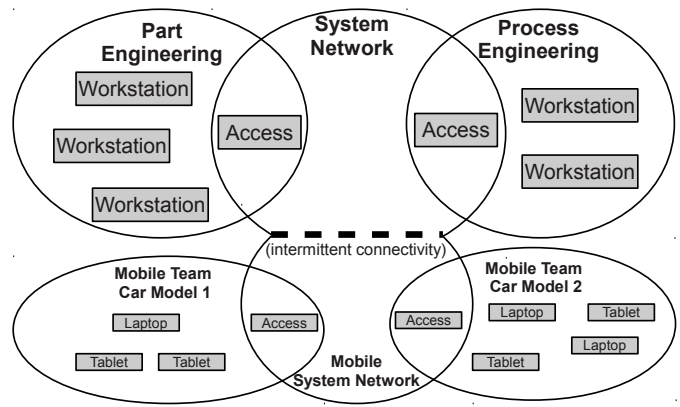 Part
Engineering
System
Network
Process
Engineering
Workstation
Workstation
Workstation
Access
Access
Workstation
Workstation
(intermittent connectivity)
Mobile Team
Car Model 1
Laptop
Tablet
Tablet
Access
Mobile
System Network
Access
Mobile Team
Car Model 2
Laptop
Tablet
Laptop
Tablet